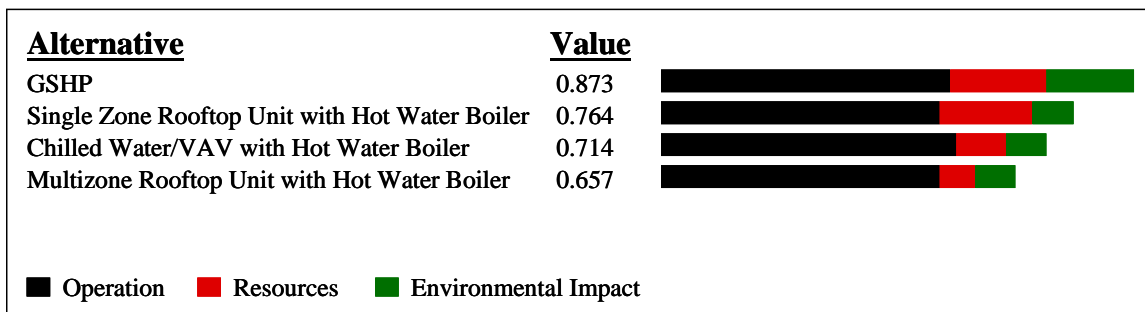 Alternative Value
GSHP 0.873
Single Zone Rooftop Unit with Hot Water Boiler 0.764
Chilled Water/VAV with Hot Water Boiler 0.714
Multizone Rooftop Unit with Hot Water Boiler 0.657
Operation Resources Environmental Impact